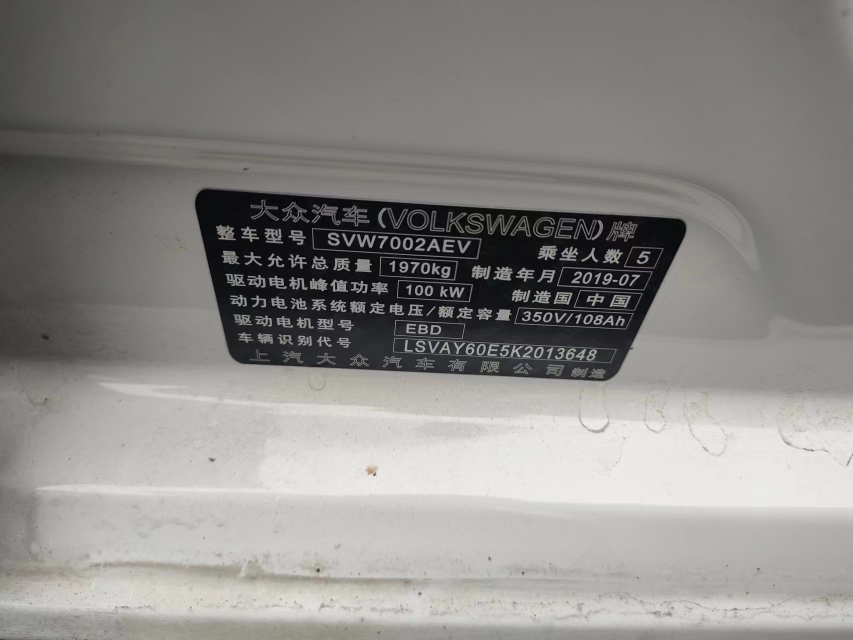 大众汽车(VOLKSWAGEN)牌
整车型号 SVW7002AEV 乘坐人数 5
最大允许总质量 1970kg 制造年月 2019-07
驱动电机峰值功率 100 kW 制造国 中国
动力电池系统额定电压/额定容量 350V/108Ah
驱动电机型号 EBD
车辆识别代号 LSVAY60E5K2013648
上汽大众汽车有限公司 制造